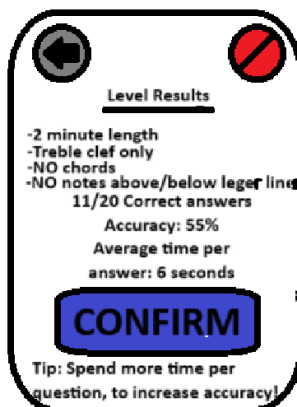 Level Results
-2 minute length
-Treble clef only
-NO chords
-NO notes above/below leger lines
11/20 Correct answers
Accuracy: 55%
Average time per
answer: 6 seconds
CONFIRM
Tip: Spend more time per
question, to increase accuracy!